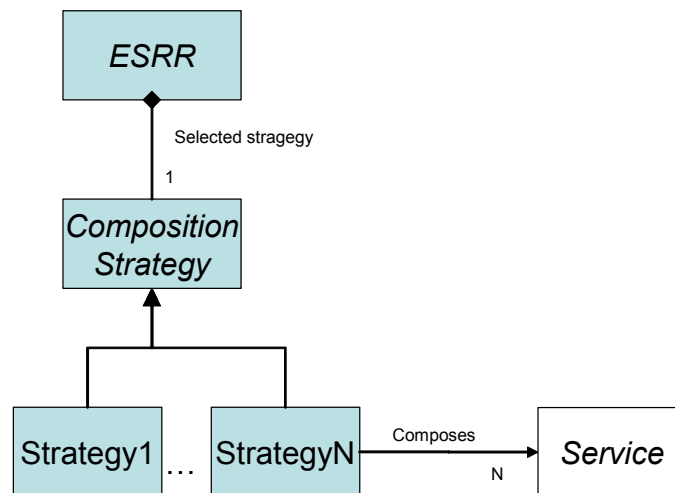 ESRR
Selected stragegy
1
Composition
Strategy
Strategy1
...
StrategyN
Composes
N
Service